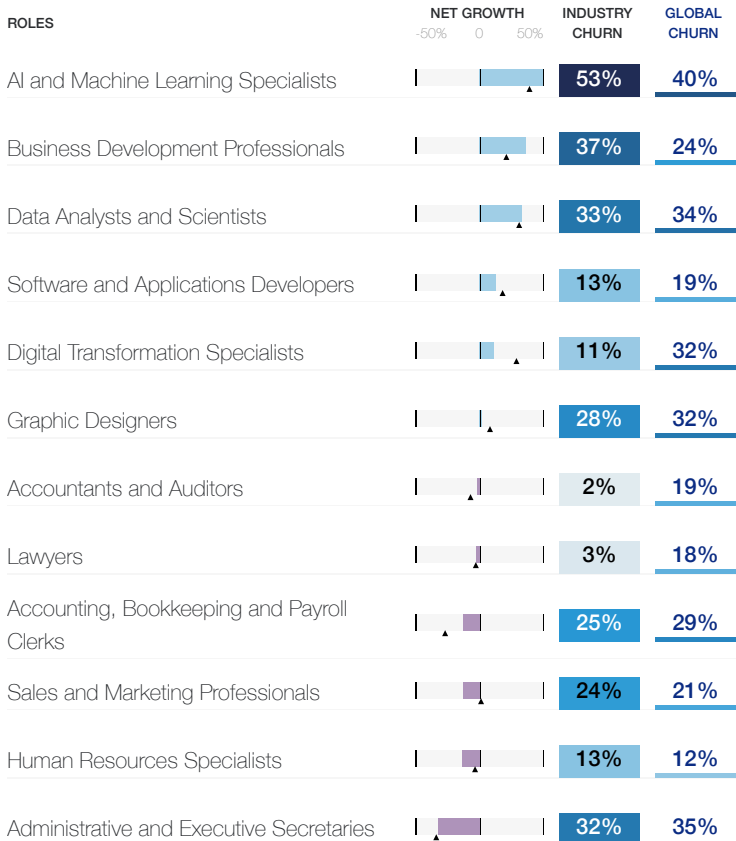 ROLES NET GROWTH INDUSTRY CHURN GLOBAL CHURN
-50% 0 50%
AI and Machine Learning Specialists 53% 40%
Business Development Professionals 37% 24%
Data Analysts and Scientists 33% 34%
Software and Applications Developers 13% 19%
Digital Transformation Specialists 11% 32%
Graphic Designers 28% 32%
Accountants and Auditors 2% 19%
Lawyers 3% 18%
Accounting, Bookkeeping and Payroll
Clerks 25% 29%
Sales and Marketing Professionals 24% 21%
Human Resources Specialists 13% 12%
Administrative and Executive Secretaries 32% 35%